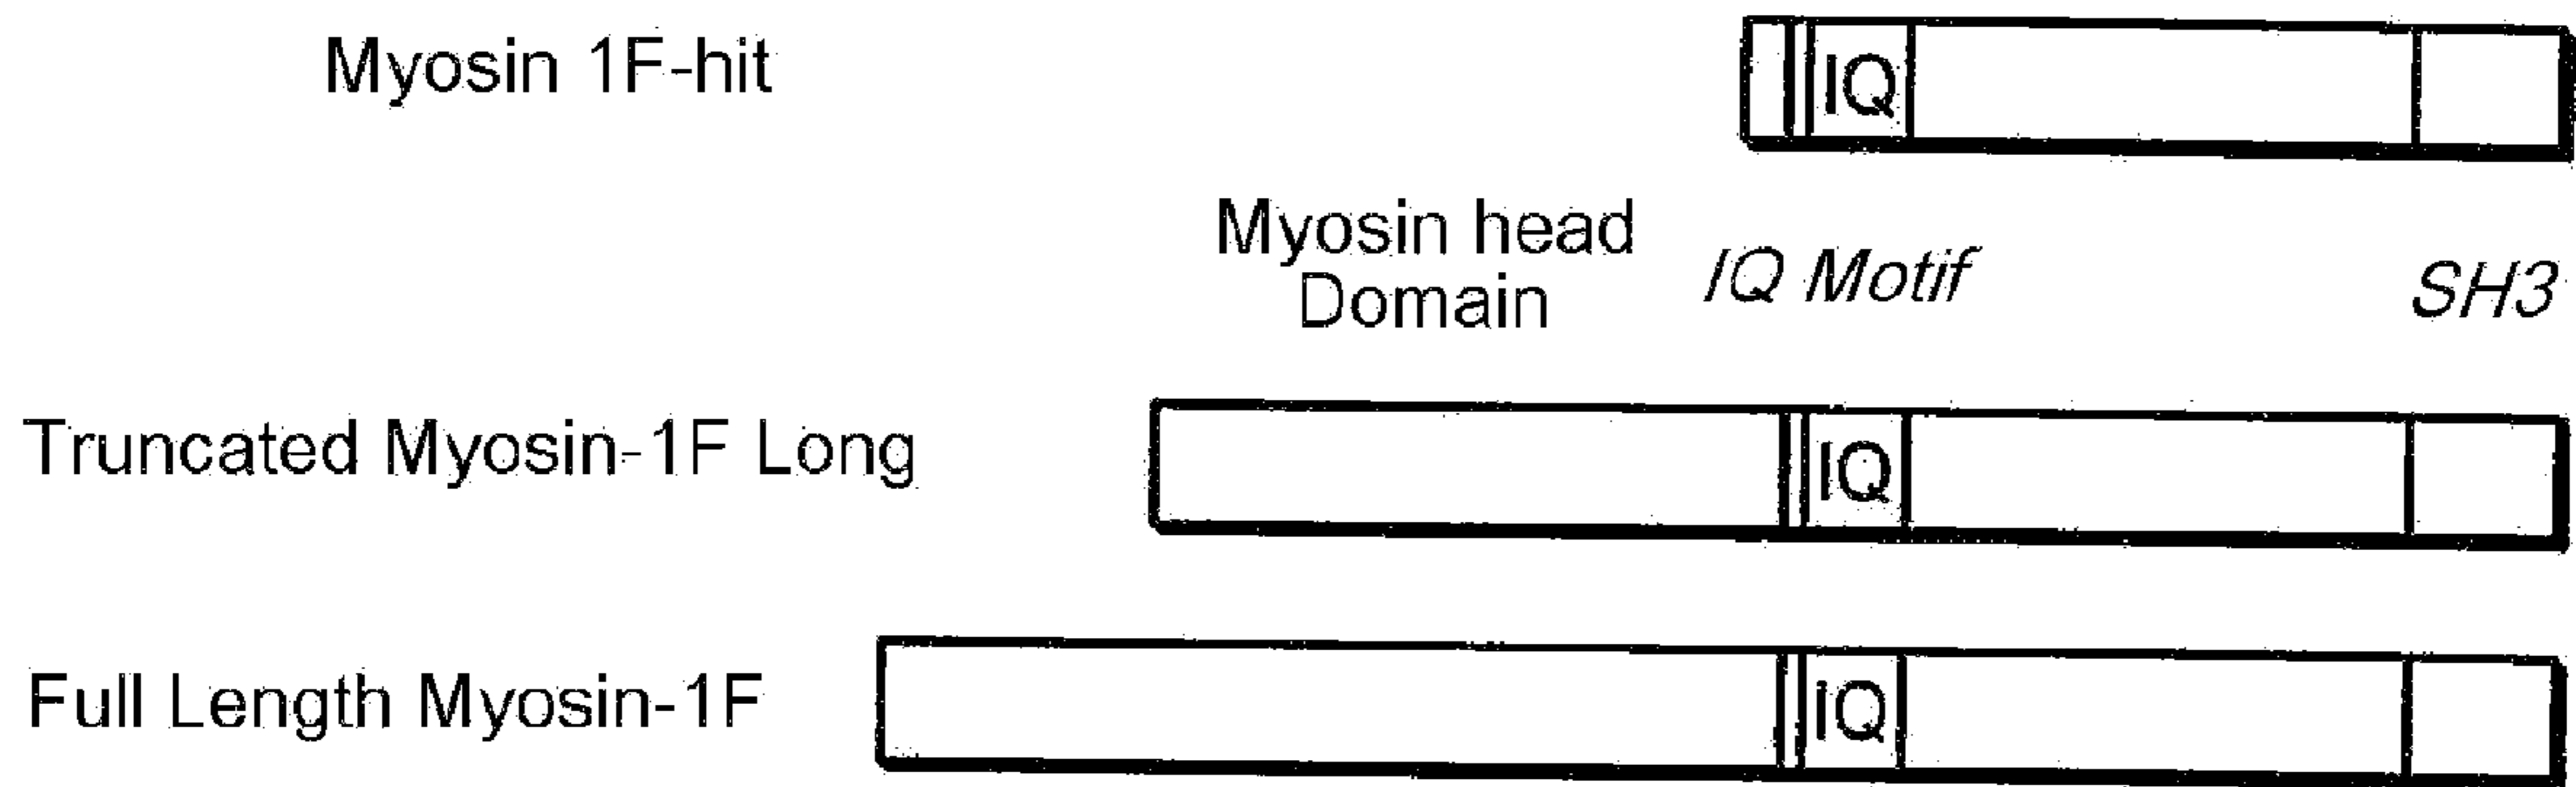 Myosin 1F-hit
IQ
Myosin head
Domain
IQ Motif
SH3
Truncated Myosin-1F Long
IQ
Full Length Myosin-1F
IQ